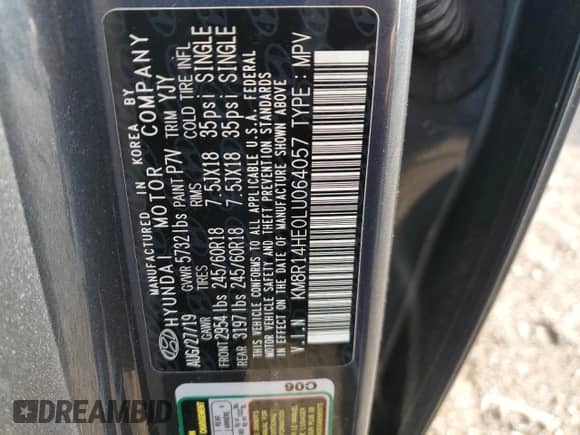 MANUFACTURED IN KOREA BY
HYUNDAI MOTOR COMPANY
AUG/27/19 GVWR 5732 lbs PAINT P7V TRIM YJY
GAWR TIRES RIMS COLD TIRE INFL
FRONT 2954 lbs 245/60R18 7.5JX18 35psi SINGLE
REAR 3197 lbs 245/60R18 7.5JX18 35psi SINGLE
THIS VEHICLE CONFORMS TO ALL APPLICABLE U.S.A. FEDERAL
MOTOR VEHICLE SAFETY AND THEFT PREVENTION STANDARDS
IN EFFECT ON THE DATE OF MANUFACTURE SHOWN ABOVE
V.I.N KM8R14HE0LU064057 TYPE : MPV
C06
DREAMBID